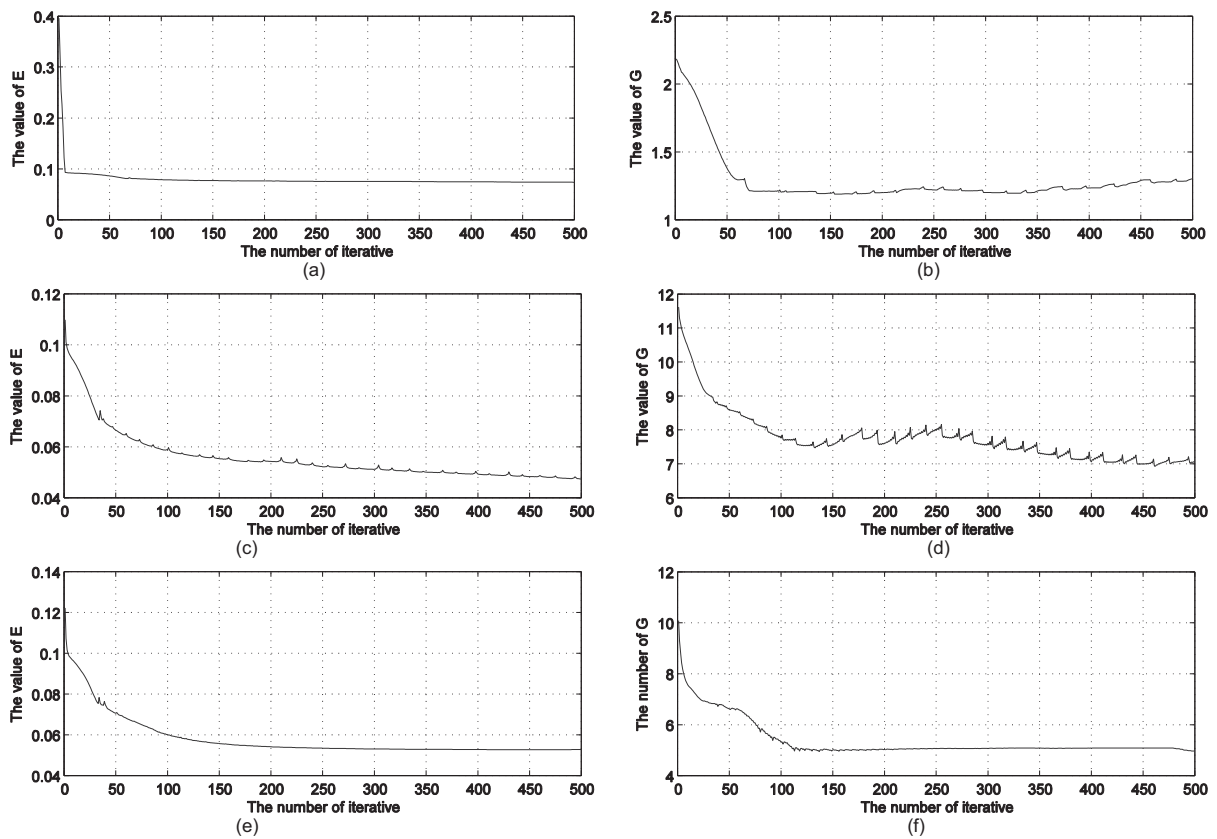 The value of E
0.4
0.3
0.4
0.1
0
0 50 100 150 200 250 300 350 400 450 500
The number of iterative
(a)
The value of G
2.5
2
1.5
1
0 50 100 150 200 250 300 350 400 450 500
The number of iterative
(b)
The value of E
0.12
0.1
0.08
0.06
0.04
0 50 100 150 200 250 300 350 400 450 500
The number of iterative
(c)
The value of G
12
11
10
9
8
7
6
0 50 100 150 200 250 300 350 400 450 500
The number of iterative
(d)
The value of E
0.14
0.12
0.1
0.08
0.06
0.04
0 50 100 150 200 250 300 350 400 450 500
The number of iterative
(e)
The number of G
12
10
8
6
4
0 50 100 150 200 250 300 350 400 450 500
The number of iterative
(f)